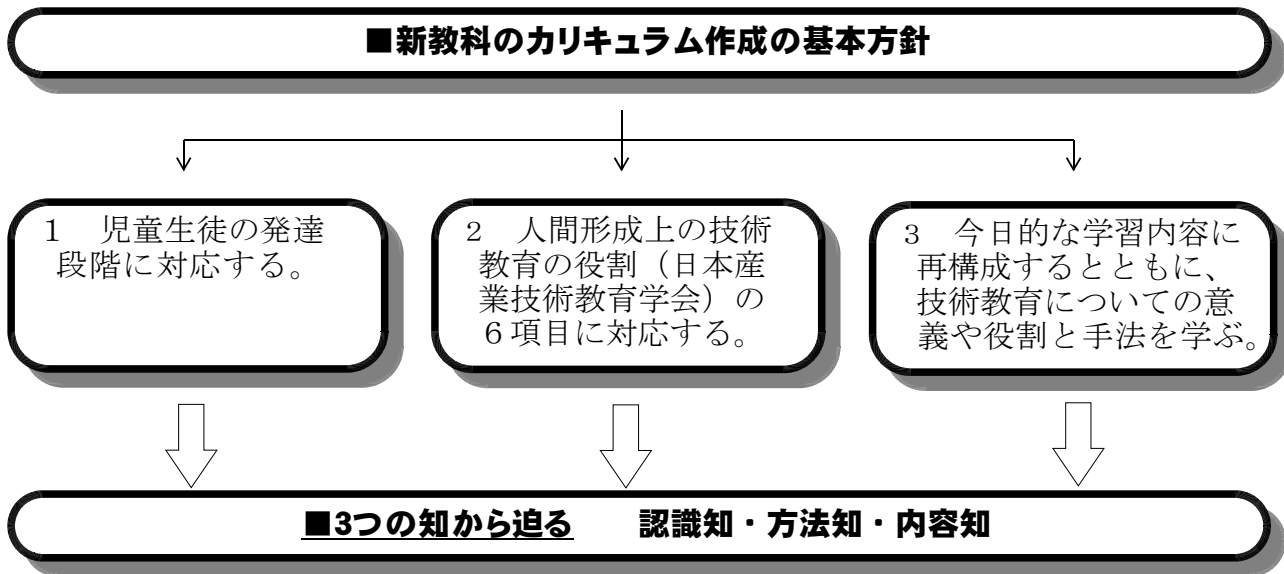 ■新教科のカリキュラム作成の基本方針
1　児童生徒の発達
段階に対応する。
2　人間形成上の技術
教育の役割（日本産
業技術教育学会）の
6項目に対応する。
3　今日的な学習内容に
再構成するとともに、
技術教育についての意
義や役割と手法を学ぶ。
■3つの知から迫る　　認識知・方法知・内容知